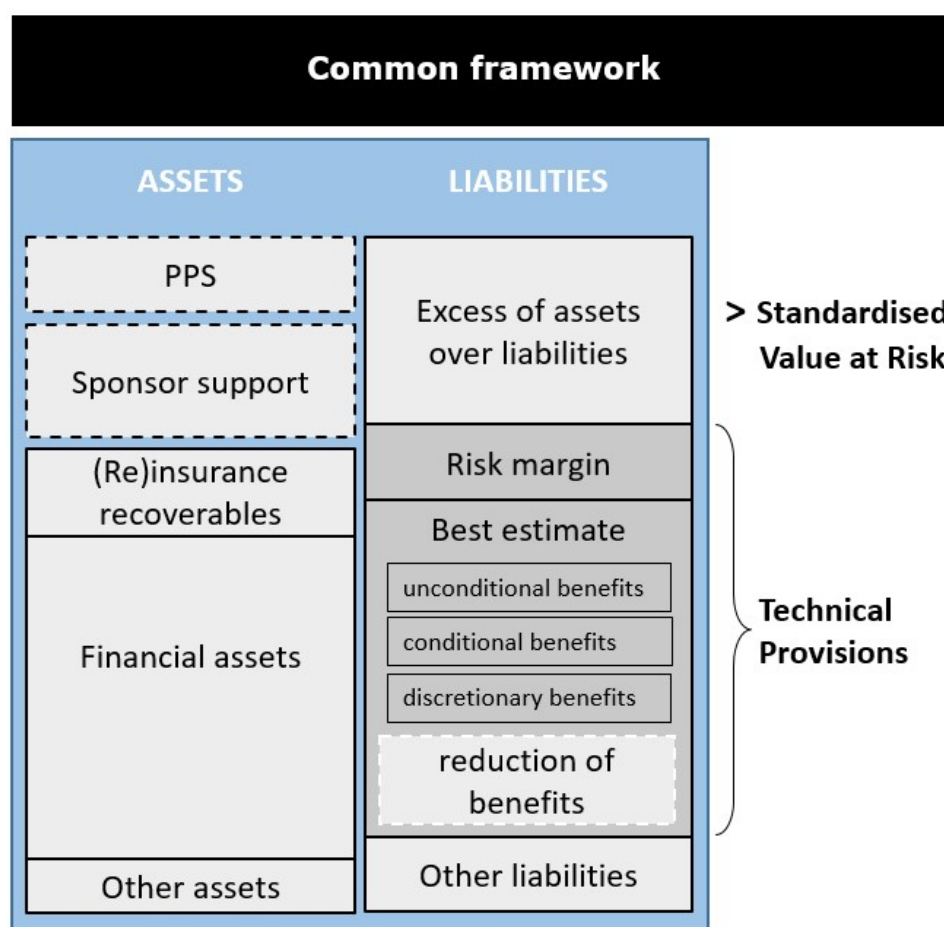 Common framework
ASSETS
LIABILITIES
PPS
Sponsor support
(Re)insurance
recoverables
Financial assets
Other assets
Excess of assets
over liabilities
Risk margin
Best estimate
unconditional benefits
conditional benefits
discretionary benefits
reduction of
benefits
Other liabilities
> Standardised
Value at Risk
Technical
Provisions